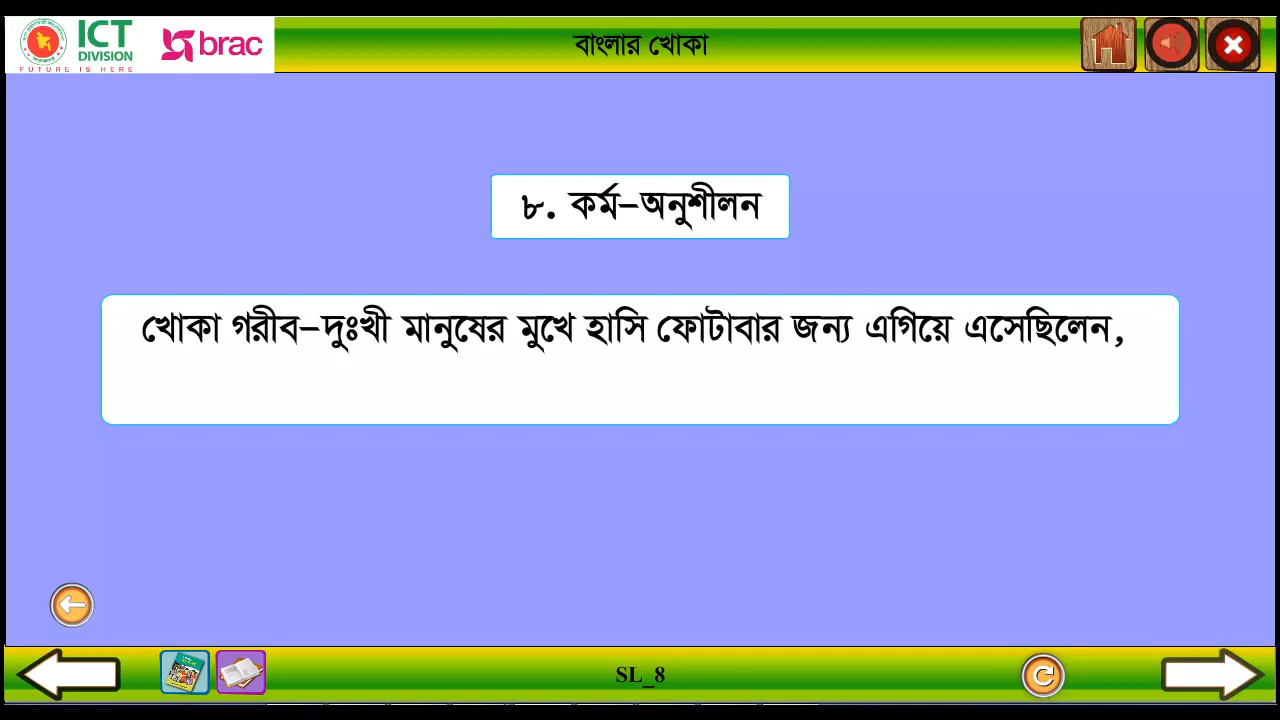 ICT
DIVISION
FUTURE IS HERE
brac
বাংলার খোকা
৮. কর্ম-অনুশীলন
খোকা গরীব-দুঃখী মানুষের মুখে হাসি ফোটাবার জন্য এগিয়ে এসেছিলেন,
SL_8